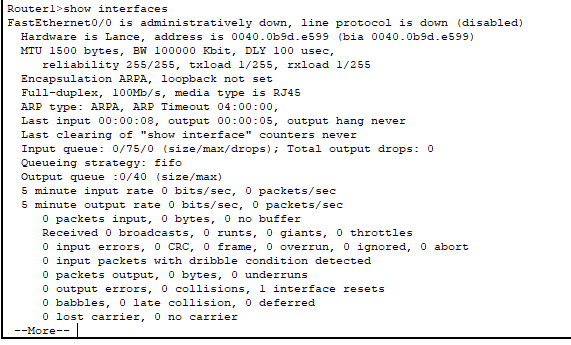 Router1>show interfaces
FastEthernet0/0 is administratively down, line protocol is down (disabled)
Hardware is Lance, address is 0040.0b9d.e599 (bia 0040.0b9d.e599)
MTU 1500 bytes, BW 100000 Kbit, DLY 100 usec,
reliability 255/255, txload 1/255, rxload 1/255
Encapsulation ARPA, loopback not set
Full-duplex, 100Mb/s, media type is RJ45
ARP type: ARPA, ARP Timeout 04:00:00,
Last input 00:00:08, output 00:00:05, output hang never
Last clearing of "show interface" counters never
Input queue: 0/75/0 (size/max/drops); Total output drops: 0
Queueing strategy: fifo
Output queue :0/40 (size/max)
5 minute input rate 0 bits/sec, 0 packets/sec
5 minute output rate 0 bits/sec, 0 packets/sec
0 packets input, 0 bytes, 0 no buffer
Received 0 broadcasts, 0 runts, 0 giants, 0 throttles
0 input errors, 0 CRC, 0 frame, 0 overrun, 0 ignored, 0 abort
0 input packets with dribble condition detected
0 packets output, 0 bytes, 0 underruns
0 output errors, 0 collisions, 1 interface resets
0 babbles, 0 late collision, 0 deferred
0 lost carrier, 0 no carrier
--More--